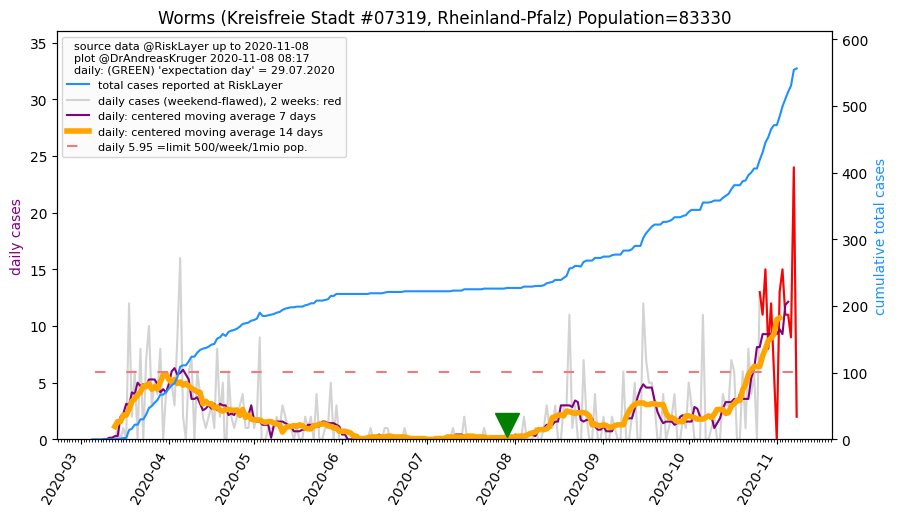 Worms (Kreisfreie Stadt #07319, Rheinland-Pfalz) Population=83330
source data @RiskLayer up to 2020-11-08
plot @DrAndreasKruger 2020-11-08 08:17
daily: (GREEN) 'expectation day' = 29.07.2020
total cases reported at RiskLayer
daily cases (weekend-flawed), 2 weeks: red
daily: centered moving average 7 days
daily: centered moving average 14 days
daily 5.95 =limit 500/week/1mio pop.
daily cases
35
30
25
20
15
10
5
0
cumulative total cases
600
500
400
300
200
100
0
2020-03
2020-04
2020-05
2020-06
2020-07
2020-08
2020-09
2020-10
2020-11